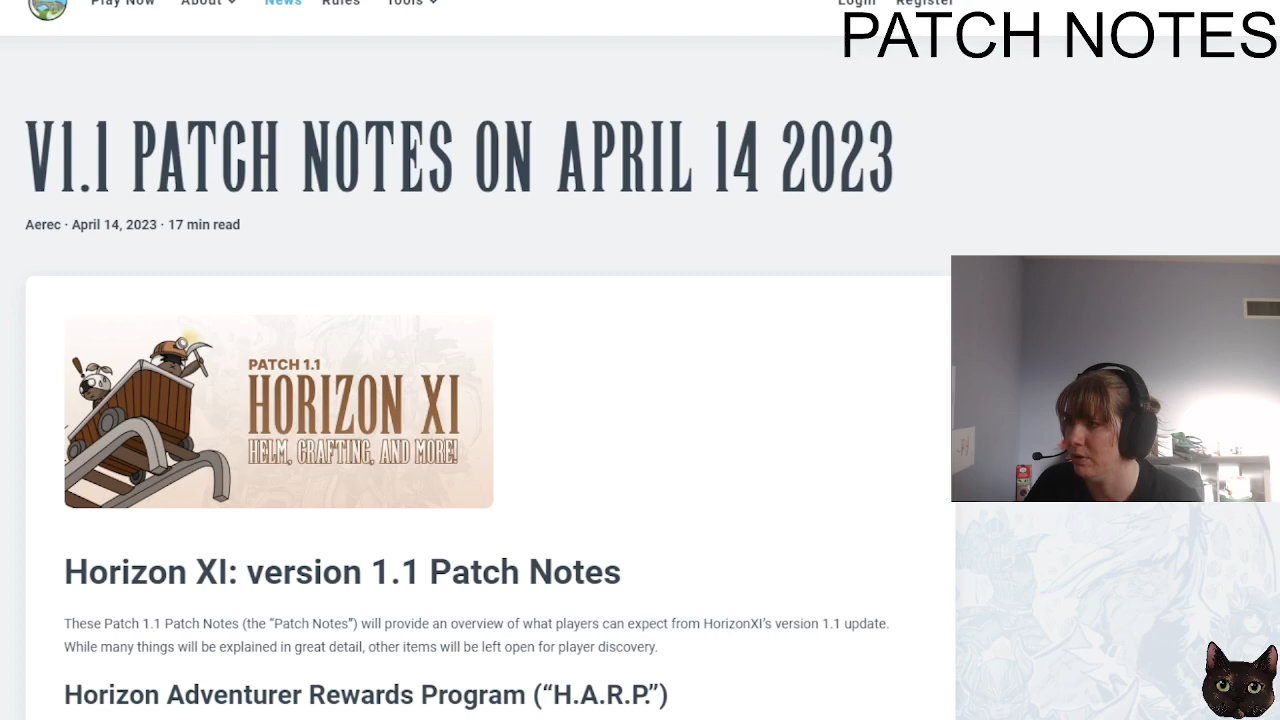 Play Now About News Rules Tools Login Register
PATCH NOTES
V1.1 PATCH NOTES ON APRIL 14 2023
Aerec · April 14, 2023 · 17 min read
PATCH 1.1
HORIZON XI
HELM, CRAFTING, AND MORE!
Horizon XI: version 1.1 Patch Notes
These Patch 1.1 Patch Notes (the “Patch Notes”) will provide an overview of what players can expect from HorizonXI’s version 1.1 update.
While many things will be explained in great detail, other items will be left open for player discovery.
Horizon Adventurer Rewards Program (“H.A.R.P.”)